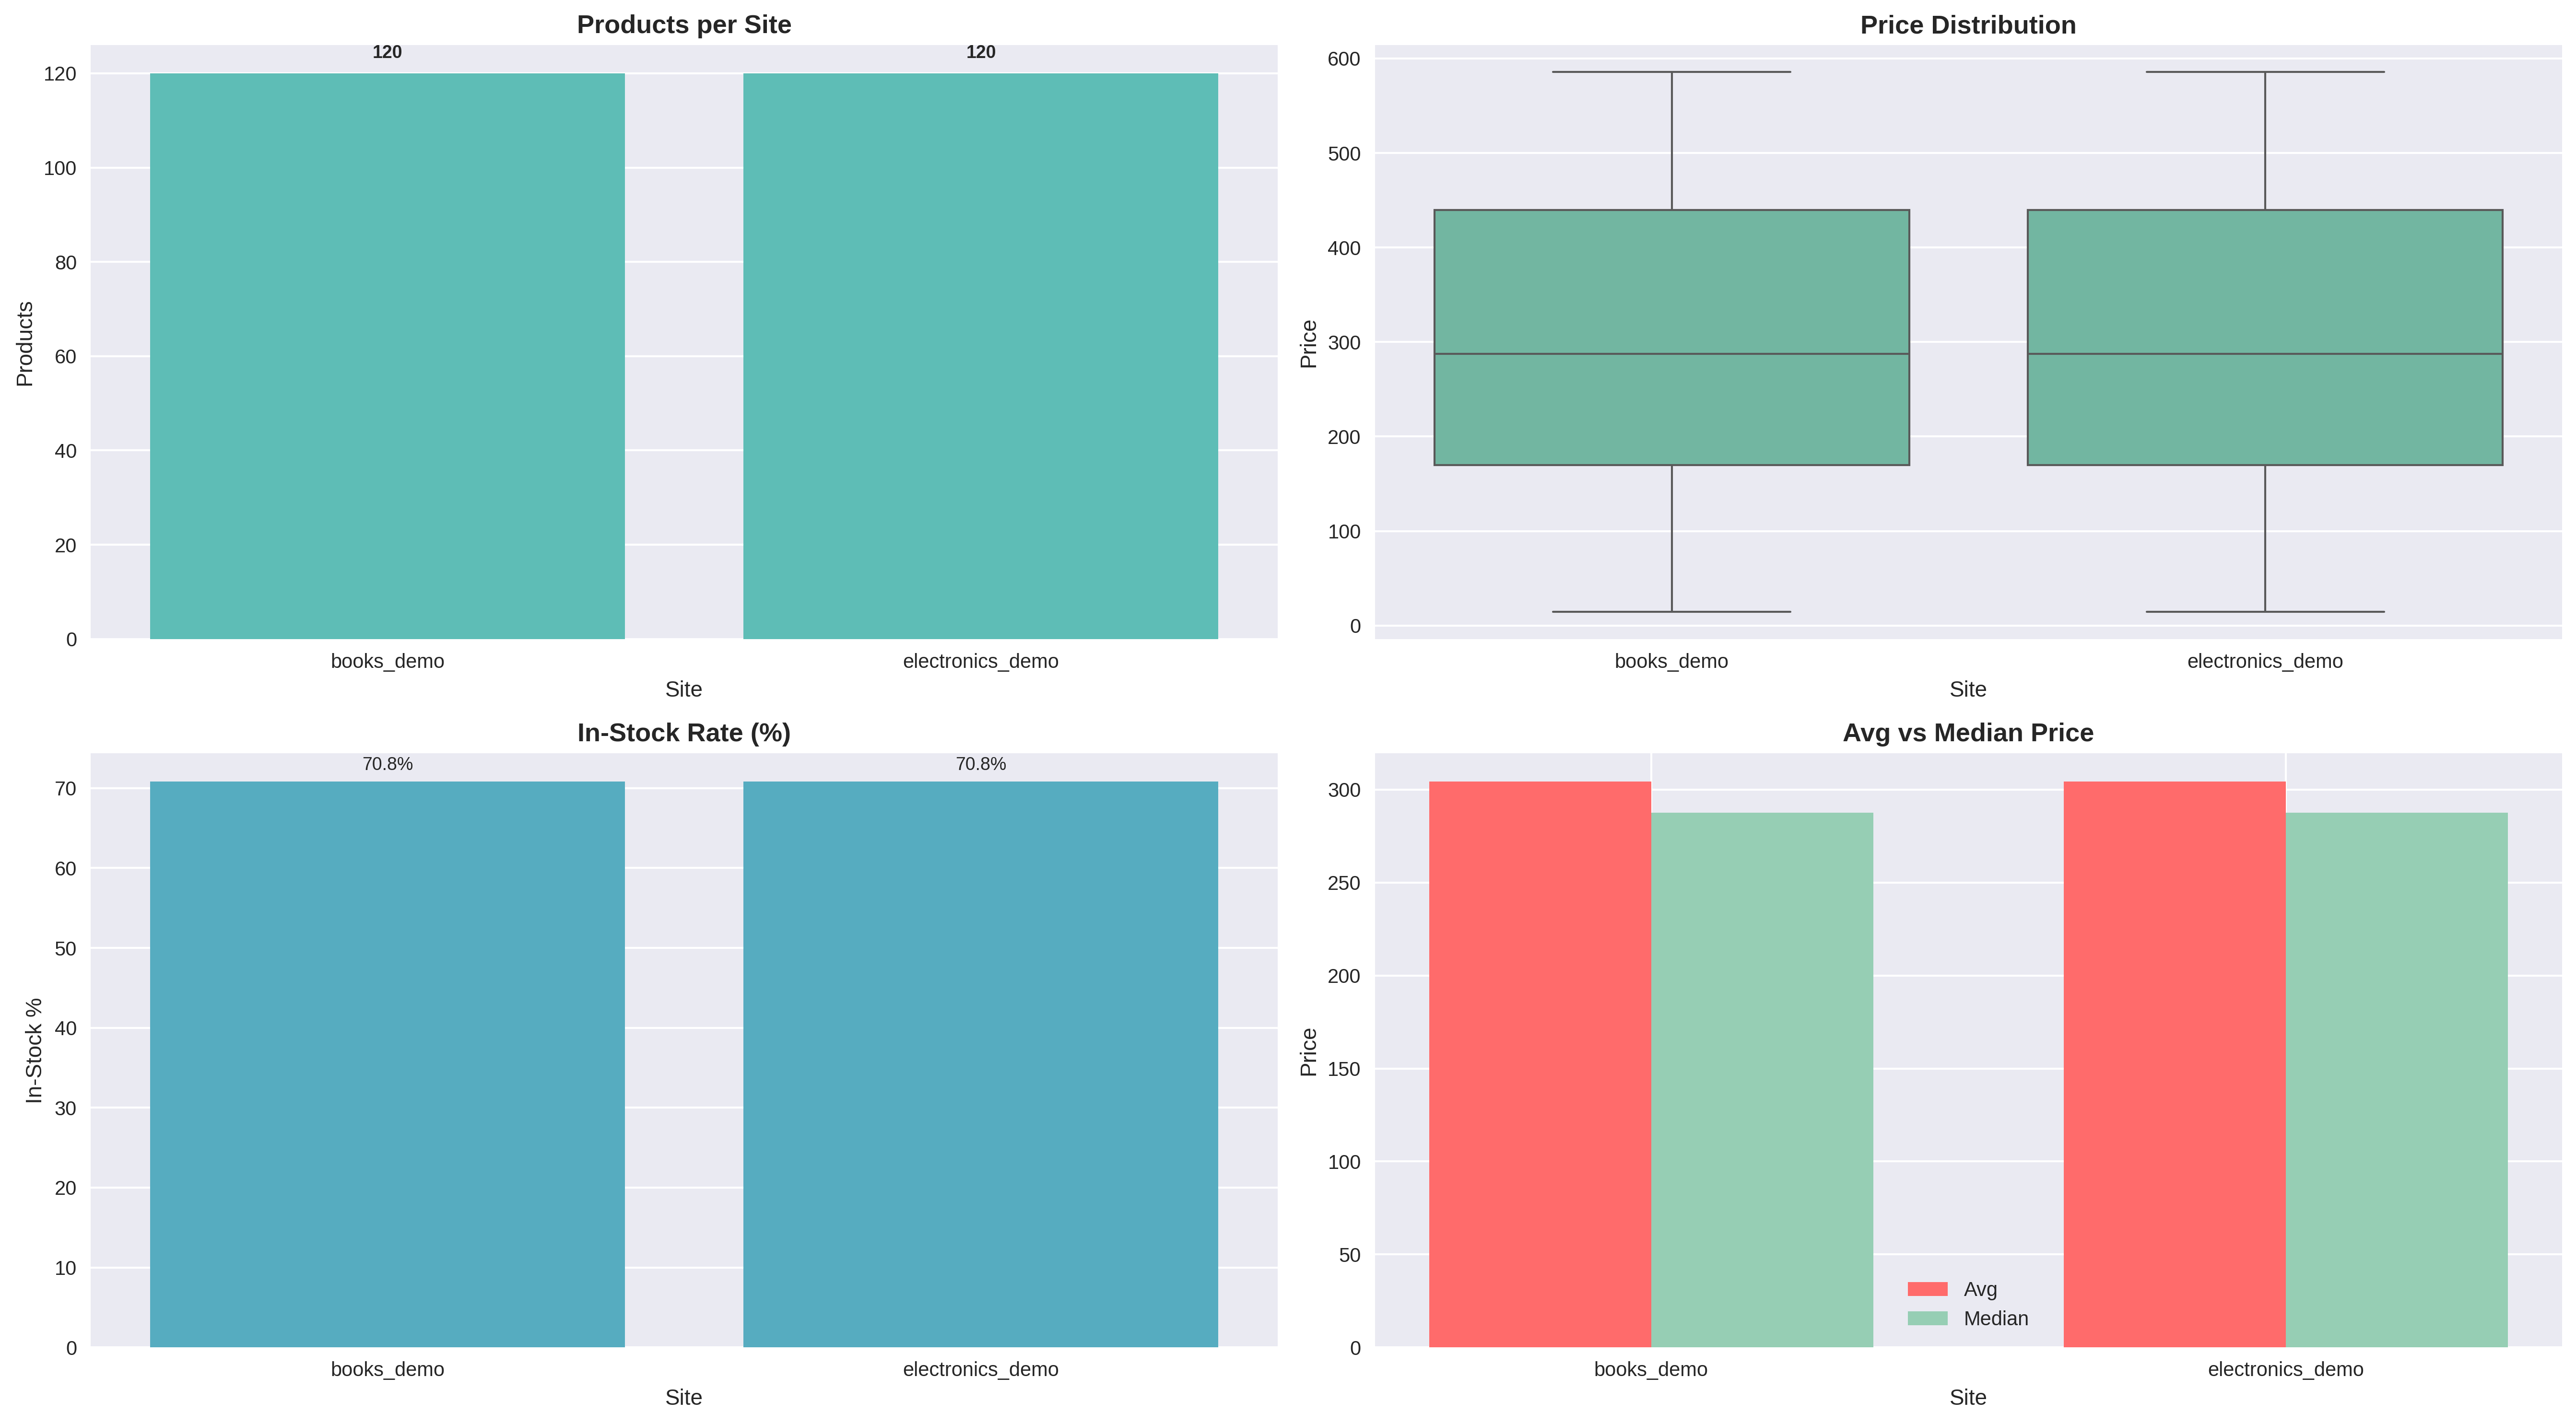 Products per Site
120
120
Products
120
100
80
60
40
20
0
books_demo
electronics_demo
Site
Price Distribution
Price
600
500
400
300
200
100
0
books_demo
electronics_demo
Site
In-Stock Rate (%)
70.8%
70.8%
In-Stock %
70
60
50
40
30
20
10
0
books_demo
electronics_demo
Site
Avg vs Median Price
Price
300
250
200
150
100
50
0
Avg
Median
books_demo
electronics_demo
Site